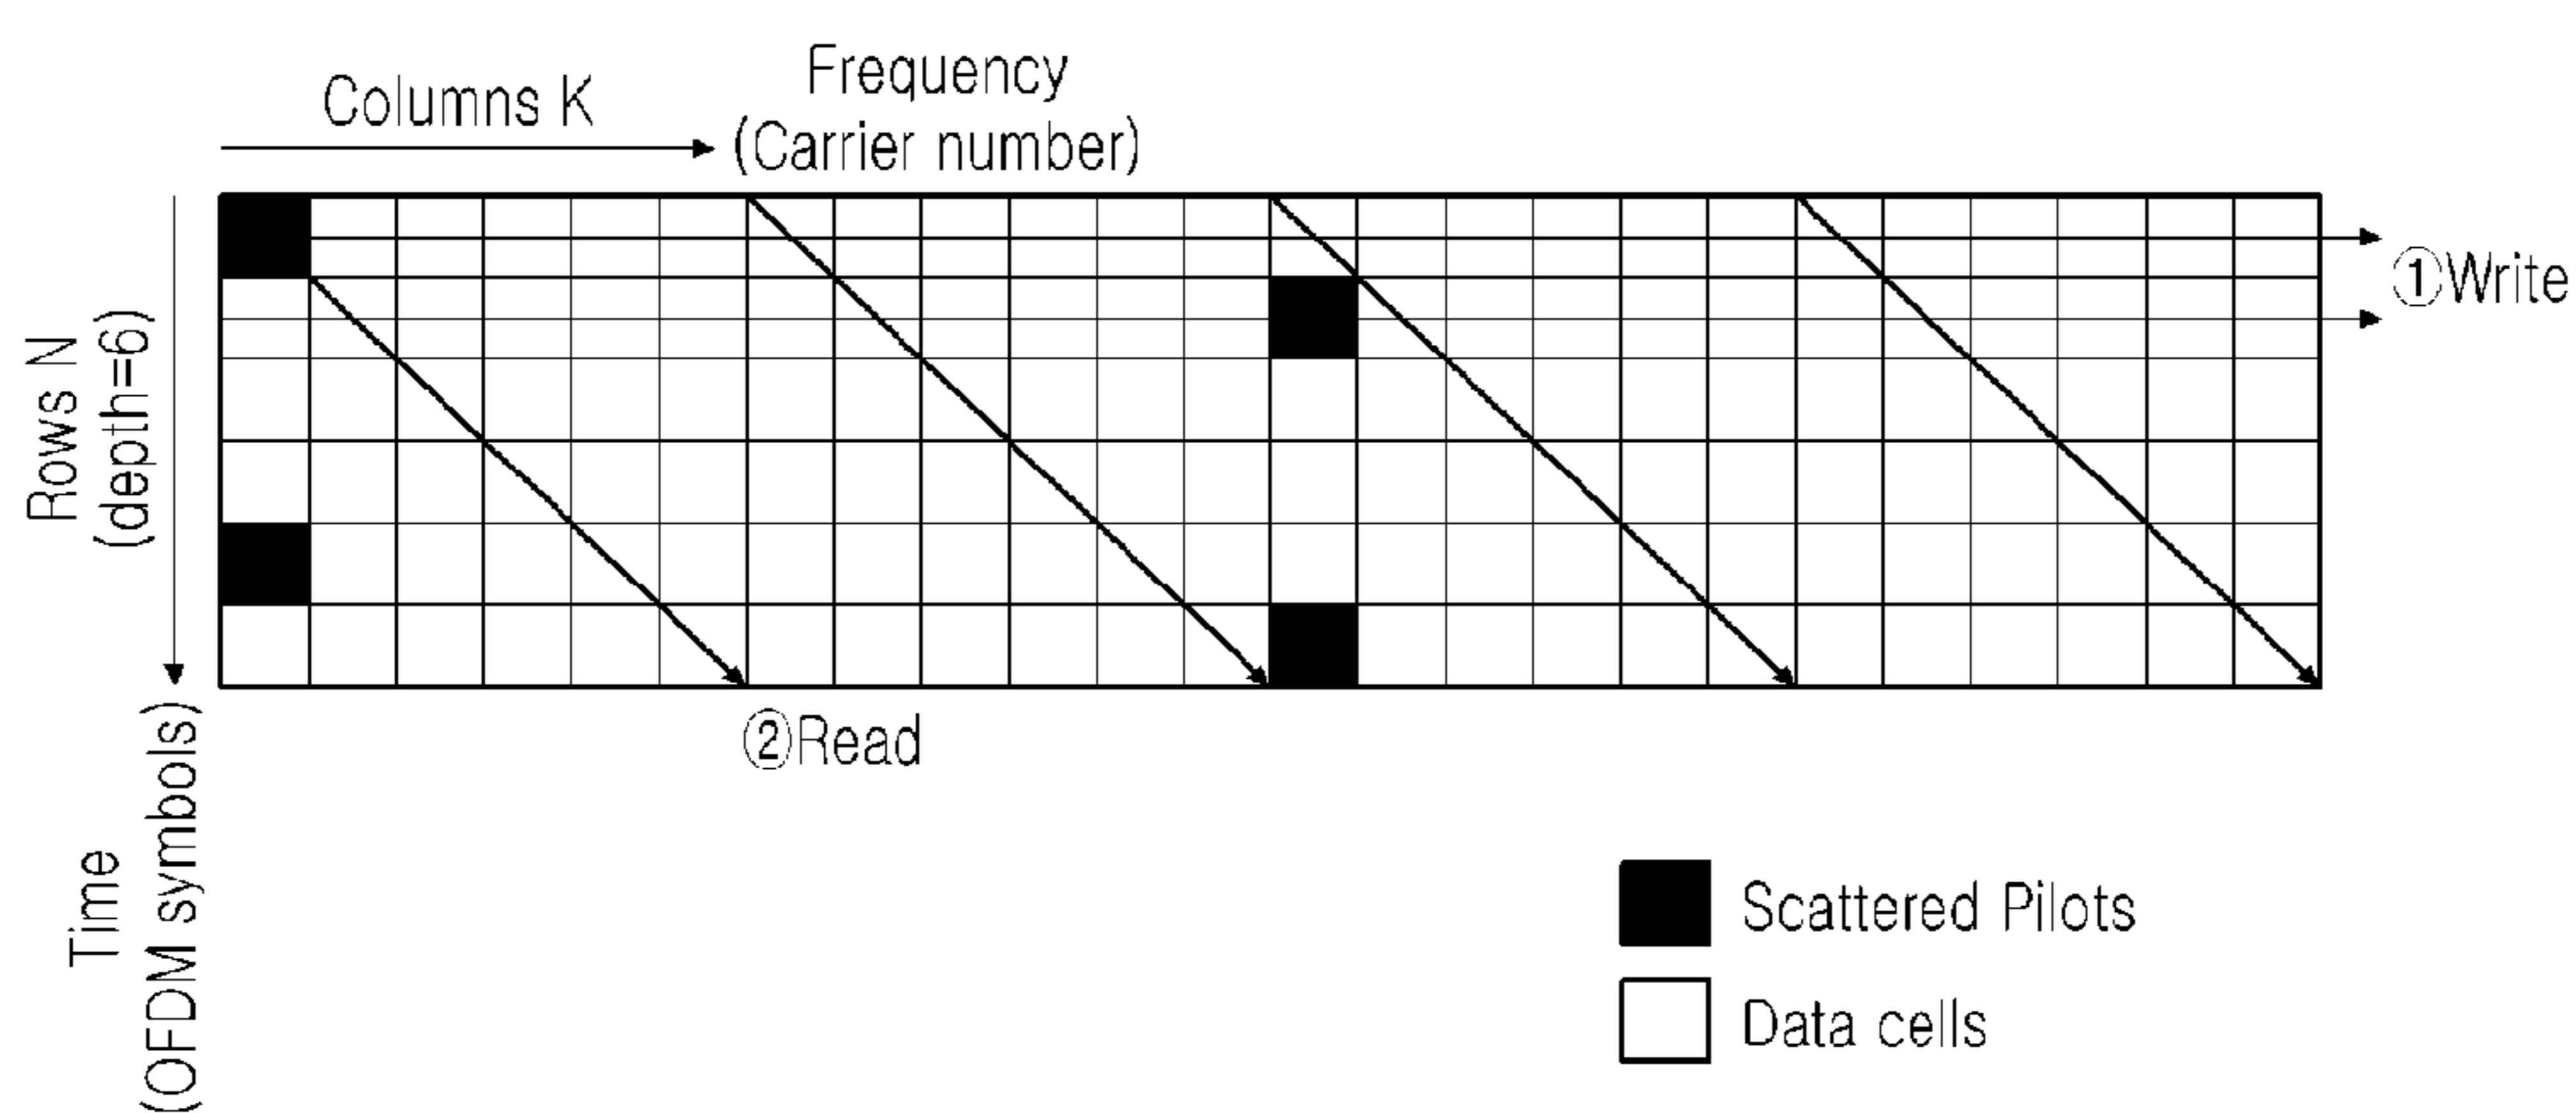 Columns K
Frequency
(Carrier number)
①Write
Rows N
(depth=6)
②Read
Time
(OFDM symbols)
Scattered Pilots
Data cells